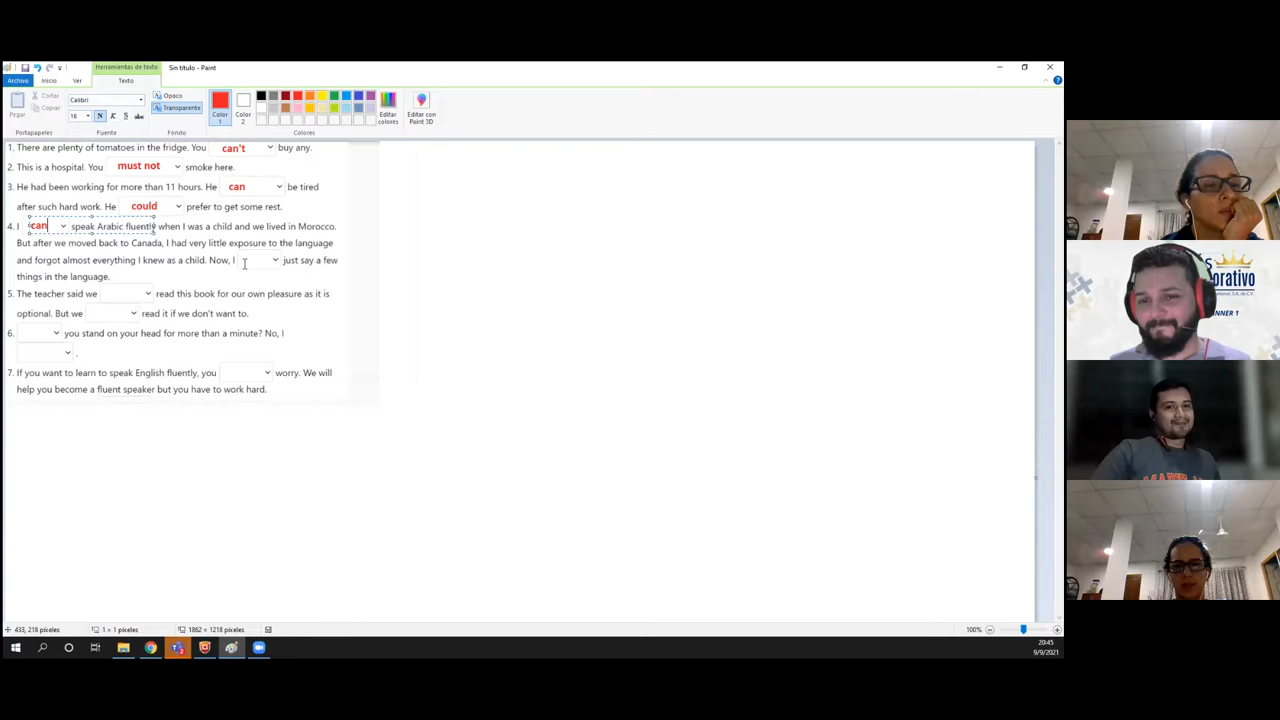 Herramientas de texto
Sin título - Paint
Archivo Inicio Ver Texto
Cortar
Copiar
Pegar
Portapapeles
Calibri
16
N K S abc
Fuente
Opaco
Transparente
Fondo
Color 1
Color 2
Editar colores
Colores
Editar con Paint 3D
1. There are plenty of tomatoes in the fridge. You can't buy any.
2. This is a hospital. You must not smoke here.
3. He had been working for more than 11 hours. He can be tired
after such hard work. He could prefer to get some rest.
4. I can speak Arabic fluently when I was a child and we lived in Morocco.
But after we moved back to Canada, I had very little exposure to the language
and forgot almost everything I knew as a child. Now, I just say a few
things in the language.
5. The teacher said we read this book for our own pleasure as it is
optional. But we read it if we don't want to.
6. you stand on your head for more than a minute? No, I
.
7. If you want to learn to speak English fluently, you worry. We will
help you become a fluent speaker but you have to work hard.
433, 218 píxeles
1 × 1 píxeles
1862 × 1218 píxeles
100%
20:45
9/9/2021